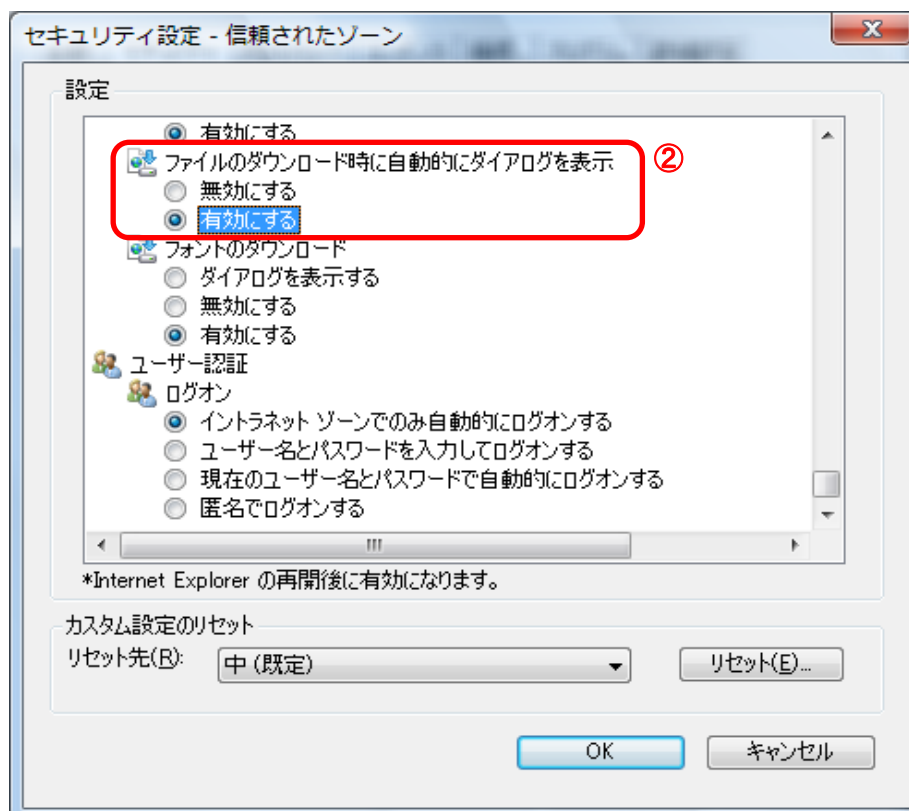 セキュリティ設定 - 信頼されたゾーン
設定
有効にする
ファイルのダウンロード時に自動的にダイアログを表示
②
無効にする
有効にする
フォントのダウンロード
ダイアログを表示する
無効にする
有効にする
ユーザー認証
ログオン
イントラネット ゾーンでのみ自動的にログオンする
ユーザー名とパスワードを入力してログオンする
現在のユーザー名とパスワードで自動的にログオンする
匿名でログオンする
*Internet Explorer の再開後に有効になります。
カスタム設定のリセット
リセット先(R):
中 (既定)
リセット(E)...
OK
キャンセル